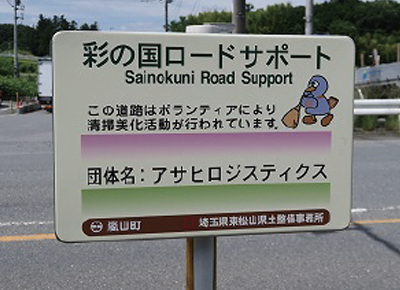 彩の国ロードサポート
Sainokuni Road Support
この道路はボランティアにより
清掃美化活動が行われています。
団体名：アサヒロジスティクス
嵐山町 埼玉県東松山県土整備事務所